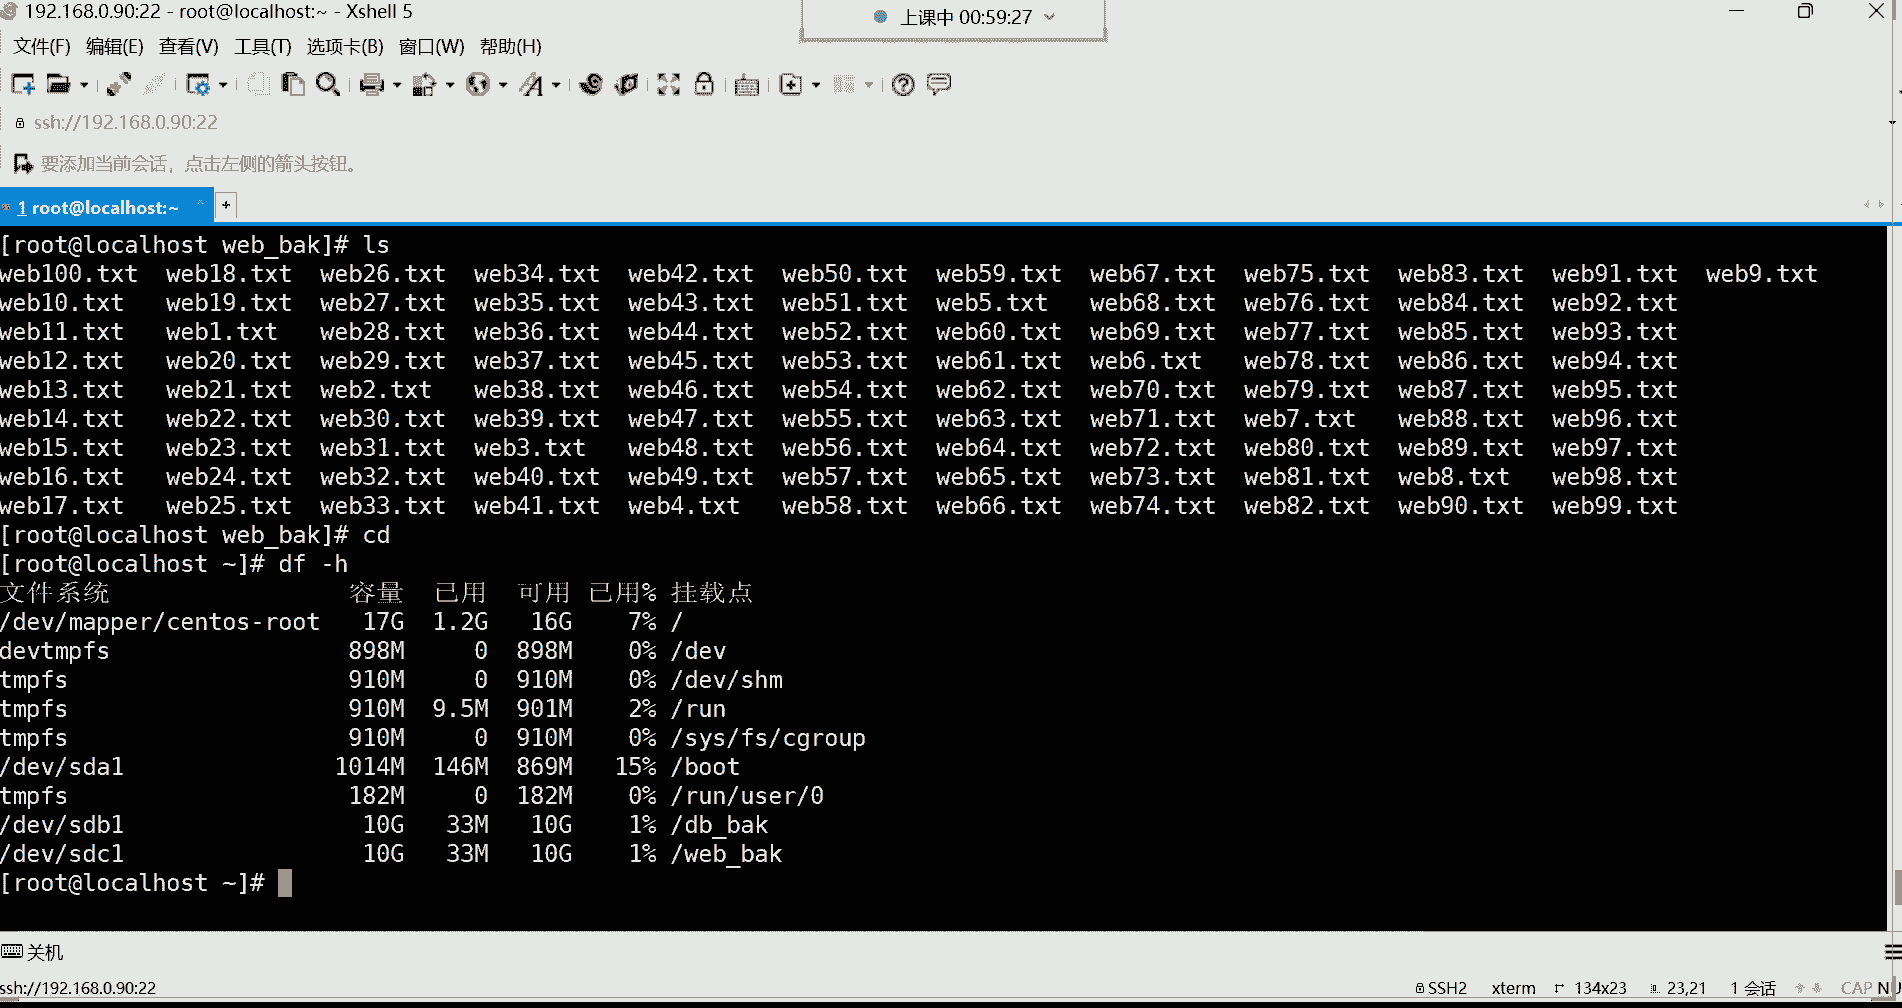 192.168.0.90:22 - root@localhost:~ - Xshell 5
上课中 00:59:27
文件(F) 编辑(E) 查看(V) 工具(T) 选项卡(B) 窗口(W) 帮助(H)
ssh://192.168.0.90:22
要添加当前会话，点击左侧的箭头按钮。
1 root@localhost:~
[root@localhost web_bak]# ls
web100.txt web18.txt web26.txt web34.txt web42.txt web50.txt web59.txt web67.txt web75.txt web83.txt web91.txt web9.txt
web10.txt web19.txt web27.txt web35.txt web43.txt web51.txt web5.txt web68.txt web76.txt web84.txt web92.txt
web11.txt web1.txt web28.txt web36.txt web44.txt web52.txt web60.txt web69.txt web77.txt web85.txt web93.txt
web12.txt web20.txt web29.txt web37.txt web45.txt web53.txt web61.txt web6.txt web78.txt web86.txt web94.txt
web13.txt web21.txt web2.txt web38.txt web46.txt web54.txt web62.txt web70.txt web79.txt web87.txt web95.txt
web14.txt web22.txt web30.txt web39.txt web47.txt web55.txt web63.txt web71.txt web7.txt web88.txt web96.txt
web15.txt web23.txt web31.txt web3.txt web48.txt web56.txt web64.txt web72.txt web80.txt web89.txt web97.txt
web16.txt web24.txt web32.txt web40.txt web49.txt web57.txt web65.txt web73.txt web81.txt web8.txt web98.txt
web17.txt web25.txt web33.txt web41.txt web4.txt web58.txt web66.txt web74.txt web82.txt web90.txt web99.txt
[root@localhost web_bak]# cd
[root@localhost ~]# df -h
文件系统 容量 已用 可用 已用% 挂载点
/dev/mapper/centos-root 17G 1.2G 16G 7% /
devtmpfs 898M 0 898M 0% /dev
tmpfs 910M 0 910M 0% /dev/shm
tmpfs 910M 9.5M 901M 2% /run
tmpfs 910M 0 910M 0% /sys/fs/cgroup
/dev/sda1 1014M 146M 869M 15% /boot
tmpfs 182M 0 182M 0% /run/user/0
/dev/sdb1 10G 33M 10G 1% /db_bak
/dev/sdc1 10G 33M 10G 1% /web_bak
[root@localhost ~]#
关机
ssh://192.168.0.90:22 SSH2 xterm 134x23 23,21 1 会话 CAP N